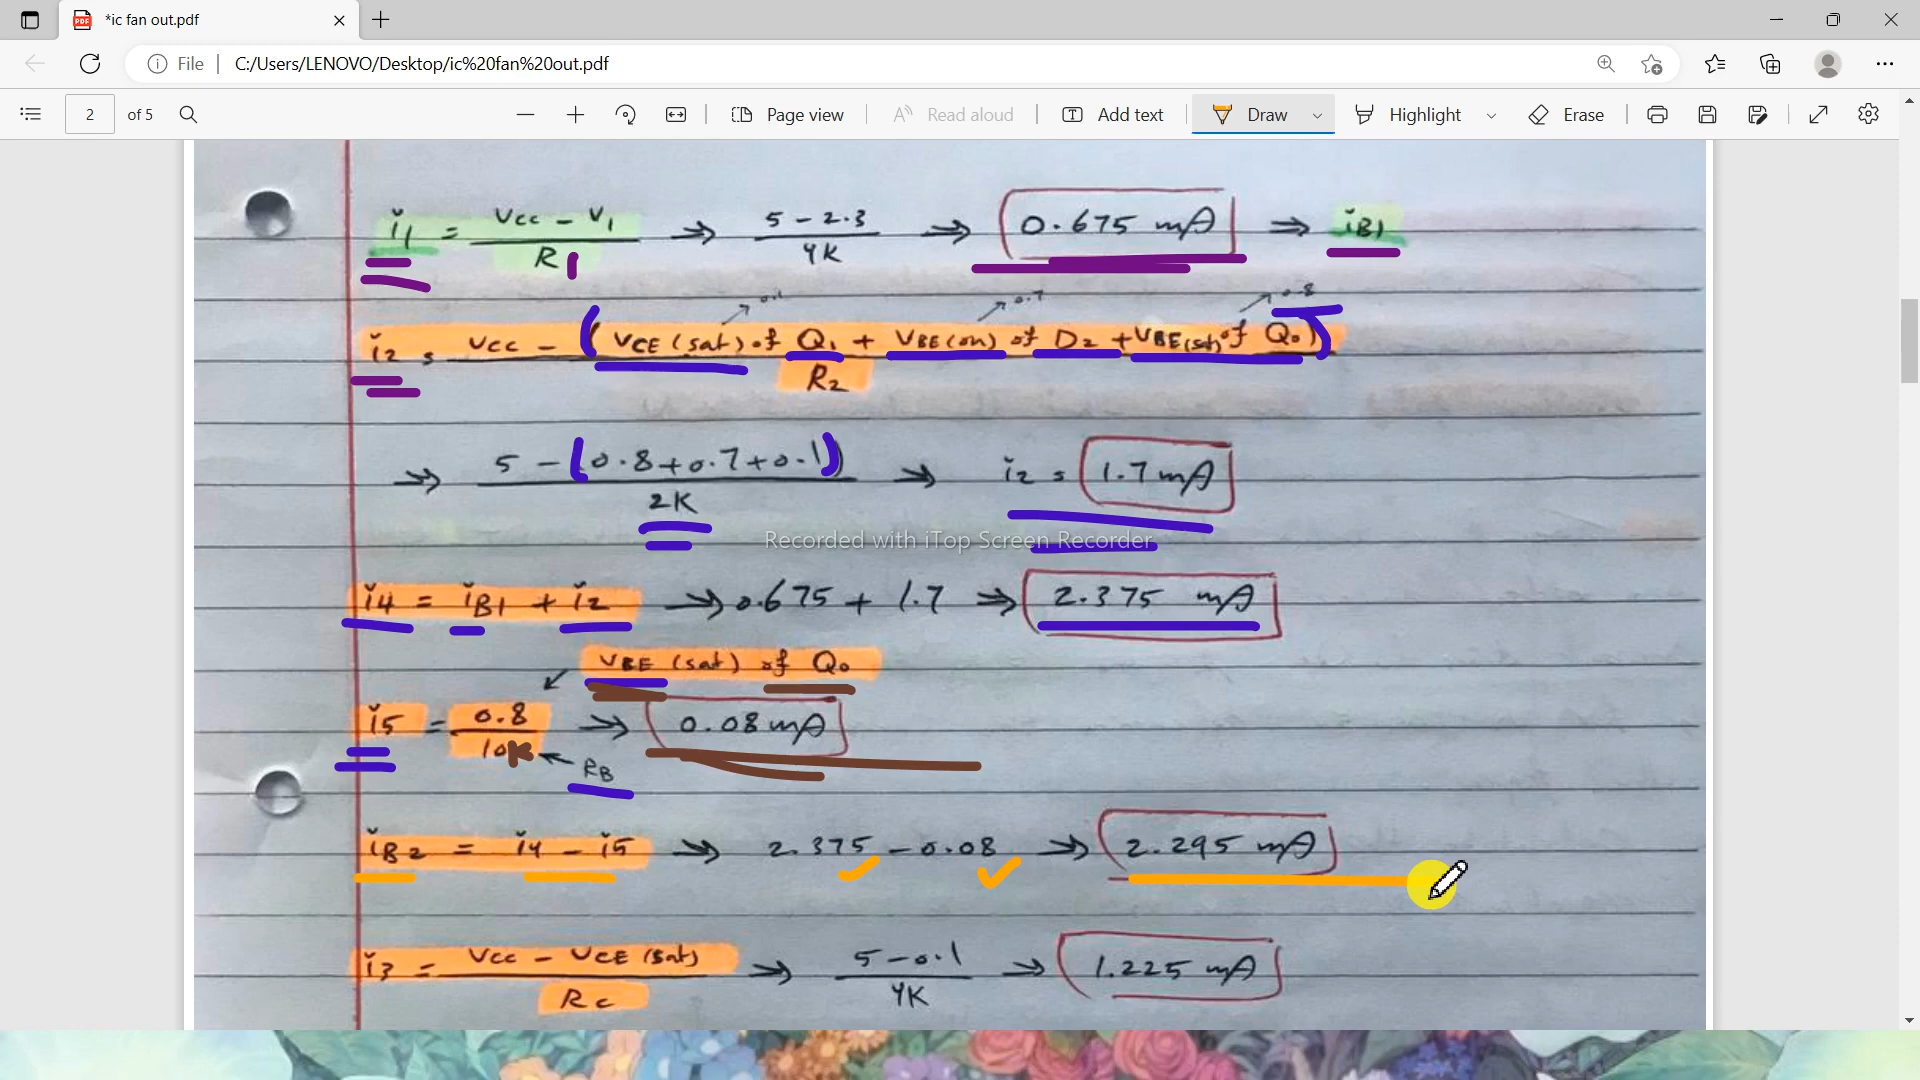 *ic fan out.pdf
File C:/Users/LENOVO/Desktop/ic%20fan%20out.pdf
2 of 5 Page view Read aloud Add text Draw Highlight Erase
i1 = Vcc - V1 / R1 ⇒ 5 - 2.3 / 4K ⇒ 0.675 mA ⇒ iB1
0.1 0.7 0.8
i2 = Vcc - (VCE (sat) of Q1 + VBE(on) of D2 + VBE(sat) of Q0) / R2
⇒ 5 - (0.8+0.7+0.1) / 2K ⇒ i2 = 1.7 mA
Recorded with iTop Screen Recorder
i4 = iB1 + i2 ⇒ 0.675 + 1.7 ⇒ 2.375 mA
VBE (sat) of Q0
i5 = 0.8 / 10K ⇒ 0.08 mA
RB
iB2 = i4 - i5 ⇒ 2.375 - 0.08 ⇒ 2.295 mA
i3 = Vcc - VCE (sat) / Rc ⇒ 5 - 0.1 / 4K ⇒ 1.225 mA